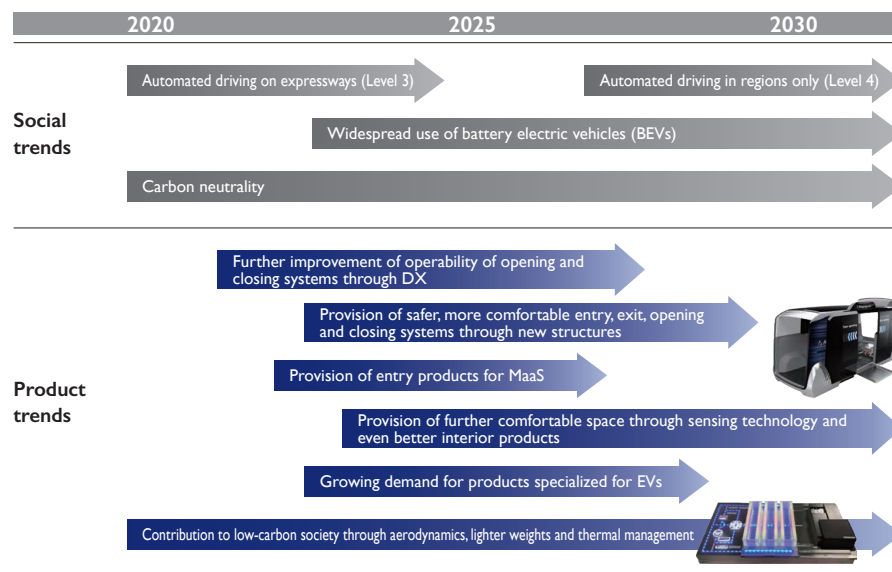 2020 2025 2030
Social
trends
Automated driving on expressways (Level 3)
Automated driving in regions only (Level 4)
Widespread use of battery electric vehicles (BEVs)
Carbon neutrality
Product
trends
Further improvement of operability of opening and
closing systems through DX
Provision of safer, more comfortable entry, exit, opening
and closing systems through new structures
Provision of entry products for MaaS
Provision of further comfortable space through sensing technology and
even better interior products
Growing demand for products specialized for EVs
Contribution to low-carbon society through aerodynamics, lighter weights and thermal management